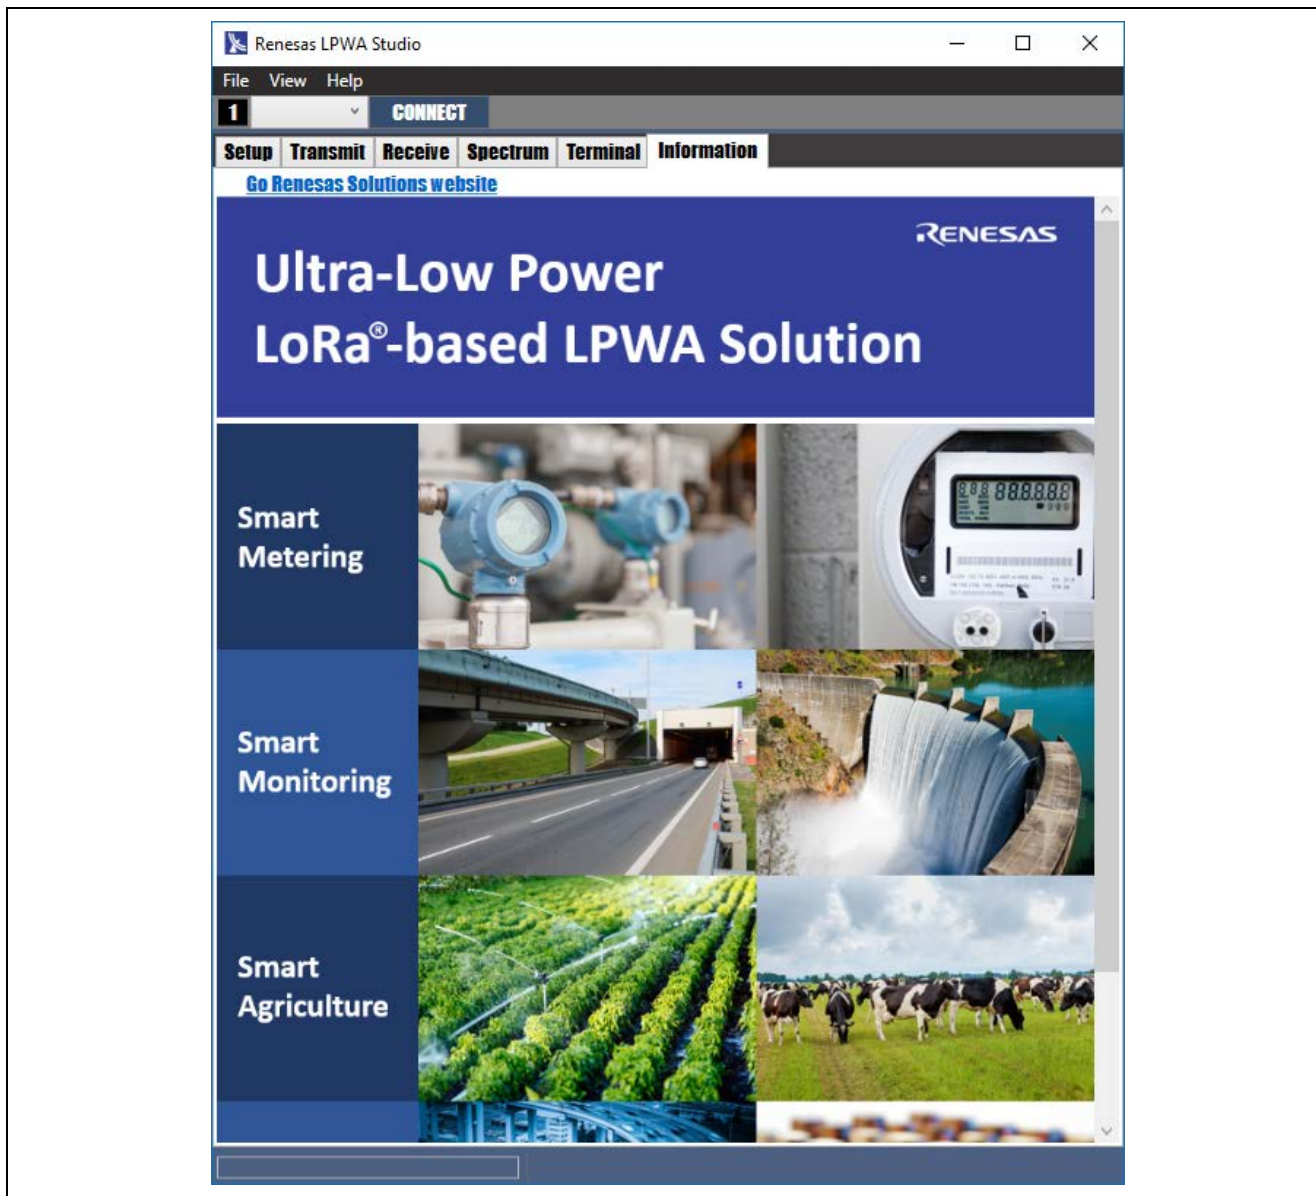 Renesas LPWA Studio
File View Help
1 CONNECT
Setup Transmit Receive Spectrum Terminal Information
Go Renesas Solutions website
RENESAS
Ultra-Low Power
LoRa®-based LPWA Solution
Smart
Metering
Smart
Monitoring
Smart
Agriculture